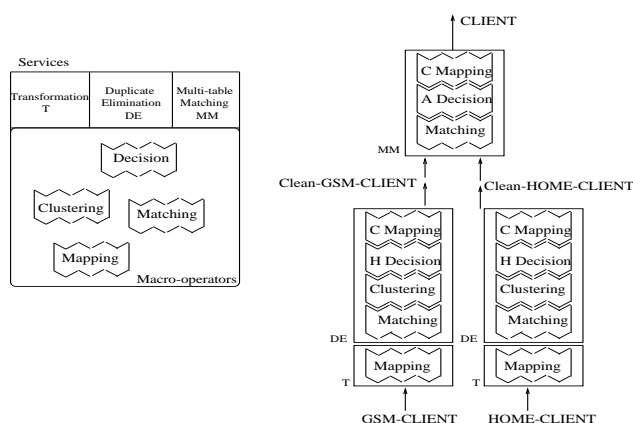 Services
Transformation
T
Duplicate
Elimination
DE
Multi-table
Matching
MM
Decision
Clustering
Matching
Mapping
Macro-operators
CLIENT
C Mapping
A Decision
Matching
MM
Clean-GSM-CLIENT
Clean-HOME-CLIENT
C Mapping
H Decision
Clustering
Matching
DE
Mapping
T
GSM-CLIENT
C Mapping
H Decision
Clustering
Matching
DE
Mapping
T
HOME-CLIENT